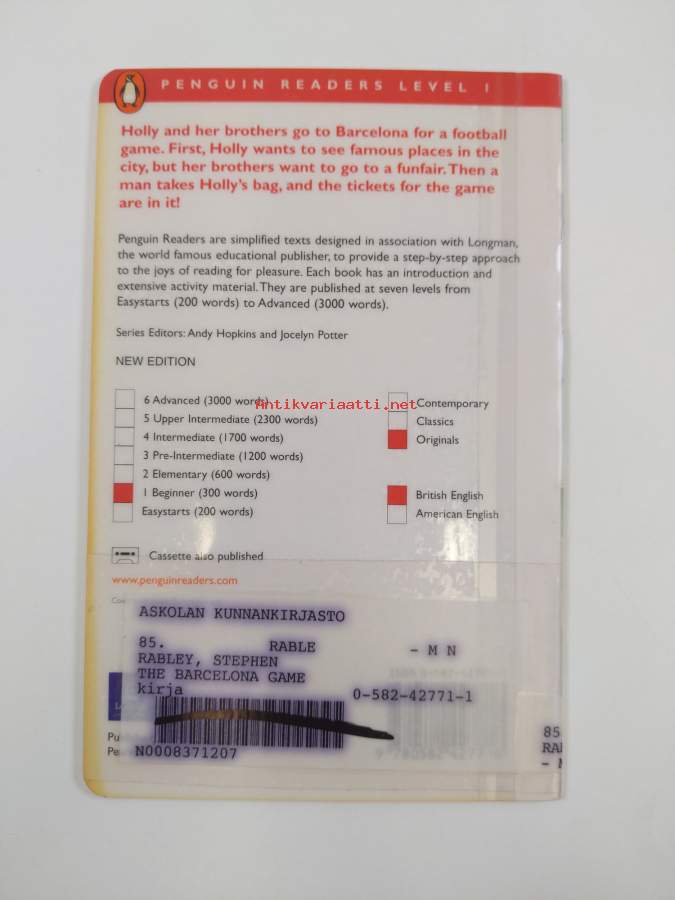 PENGUIN READERS LEVEL 1
Holly and her brothers go to Barcelona for a football
game. First, Holly wants to see famous places in the
city, but her brothers want to go to a funfair. Then a
man takes Holly's bag, and the tickets for the game
are in it!
Penguin Readers are simplified texts designed in association with Longman,
the world famous educational publisher, to provide a step-by-step approach
to the joys of reading for pleasure. Each book has an introduction and
extensive activity material. They are published at seven levels from
Easystarts (200 words) to Advanced (3000 words).
Series Editors: Andy Hopkins and Jocelyn Potter
NEW EDITION
6 Advanced (3000 words)
5 Upper Intermediate (2300 words)
4 Intermediate (1700 words)
3 Pre-Intermediate (1200 words)
2 Elementary (600 words)
1 Beginner (300 words)
Easystarts (200 words)
Antikvariaatti.net
Contemporary
Classics
Originals
British English
American English
Cassette also published
www.penguinreaders.com
ASKOLAN KUNNANKIRJASTO
85. RABLE - M N
RABLEY, STEPHEN
THE BARCELONA GAME
kirja 0-582-42771-1
N0008371207
85